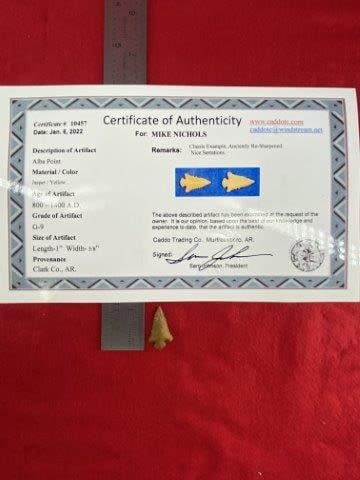 Certificate # 10457
Date: Jan. 6, 2022
Certificate of Authenticity
For: MIKE NICHOLS
www.caddotc.com
caddotc@windstream.net
Description of Artifact
Alba Point
Material / Color
Jasper / Yellow
Age of Artifact
800 - 1400 A.D.
Grade of Artifact
G-9
Size of Artifact
Length-1" Width-
Provenance
Clark Co., AR.
Remarks: Classic Example, Anciently Re-Sharpened.
Nice Serrations.
The above described artifact has been examined at the request of the
owner. It is our opinion, based upon the best of our knowledge and
experience that the artifact is authentic.
Caddo Trading Co., Murfreesboro, AR.
Signed:
Sam Johnson, President